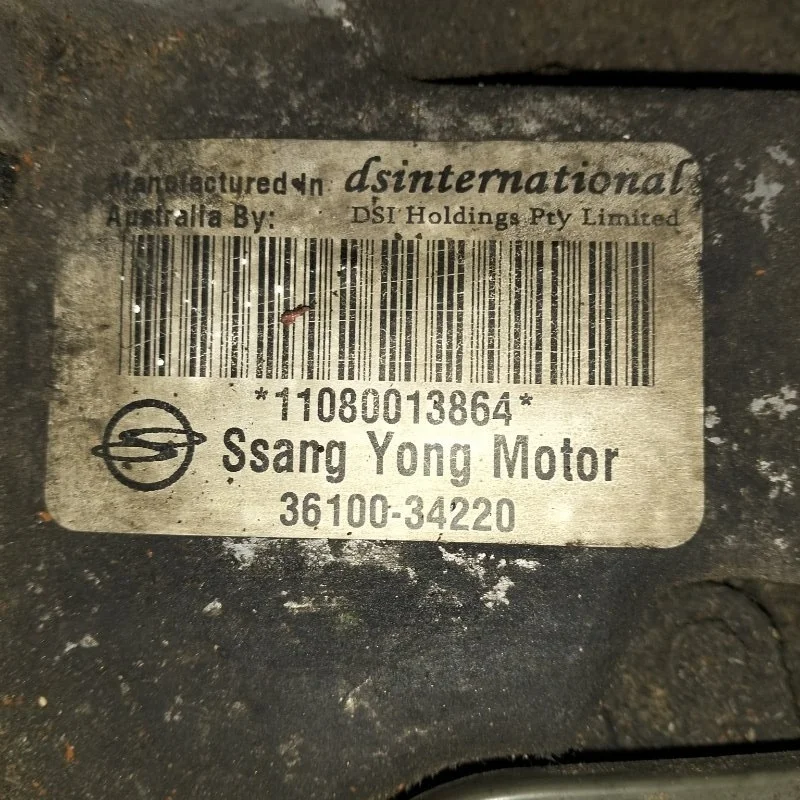 Manufactured in dsinternational
Australia By: DSI Holdings Pty Limited
*11080013864*
Ssang Yong Motor
36100-34220